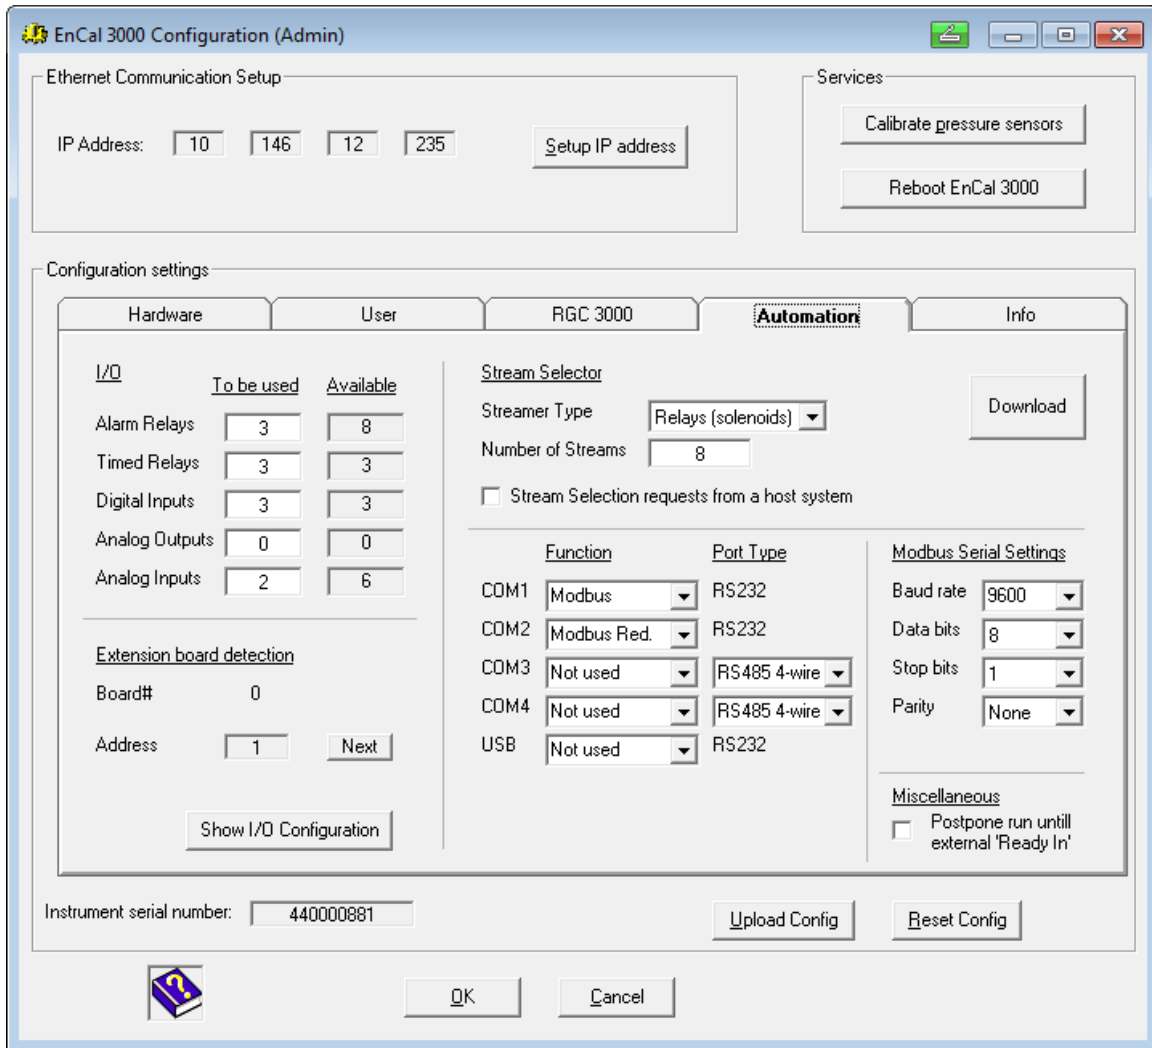 EnCal 3000 Configuration (Admin)
Ethernet Communication Setup
IP Address: 10 146 12 235
Setup IP address
Services
Calibrate pressure sensors
Reboot EnCal 3000
Configuration settings
Hardware User RGC 3000 Automation Info
I/O
To be used Available
Alarm Relays 3 8
Timed Relays 3 3
Digital Inputs 3 3
Analog Outputs 0 0
Analog Inputs 2 6
Extension board detection
Board# 0
Address 1 Next
Show I/O Configuration
Stream Selector
Streamer Type Relays (solenoids)
Number of Streams 8
Stream Selection requests from a host system
Download
Function Port Type
COM1 Modbus RS232
COM2 Modbus Red. RS232
COM3 Not used RS485 4-wire
COM4 Not used RS485 4-wire
USB Not used RS232
Modbus Serial Settings
Baud rate 9600
Data bits 8
Stop bits 1
Parity None
Miscellaneous
Postpone run untill
external 'Ready In'
Instrument serial number: 440000881
Upload Config
Reset Config
?
OK
Cancel